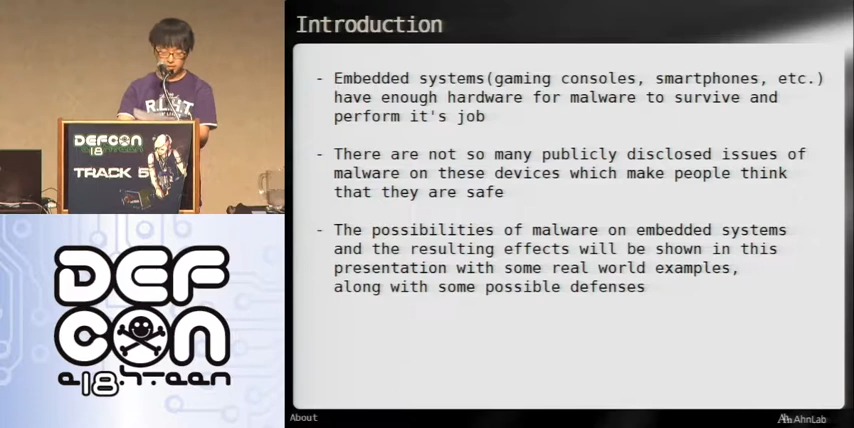 Introduction
- Embedded systems(gaming consoles, smartphones, etc.)
have enough hardware for malware to survive and
perform it's job
- There are not so many publicly disclosed issues of
malware on these devices which make people think
that they are safe
- The possibilities of malware on embedded systems
and the resulting effects will be shown in this
presentation with some real world examples,
along with some possible defenses
About
AhnLab
DEFCON
18
TRACK 5
DEF
CON
18